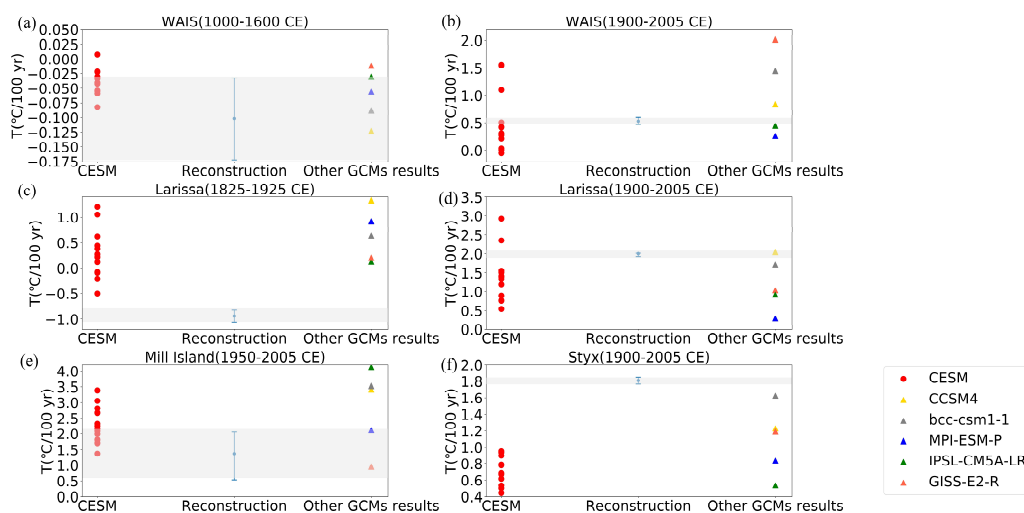 (a)
WAIS(1000-1600 CE)
T(℃/100 yr)
0.050
0.025
0.000
−0.025
−0.050
−0.075
−0.100
−0.125
−0.150
−0.175
CESM
Reconstruction
Other GCMs results
(b)
WAIS(1900-2005 CE)
T(℃/100 yr)
2.0
1.5
1.0
0.5
0.0
CESM
Reconstruction
Other GCMs results
(c)
Larissa(1825-1925 CE)
T(℃/100 yr)
1.0
0.5
0.0
−0.5
−1.0
CESM
Reconstruction
Other GCMs results
(d)
Larissa(1900-2005 CE)
T(℃/100 yr)
3.5
3.0
2.5
2.0
1.5
1.0
0.5
0.0
CESM
Reconstruction
Other GCMs results
(e)
Mill Island(1950-2005 CE)
T(℃/100 yr)
4.0
3.5
3.0
2.5
2.0
1.5
1.0
0.5
0.0
CESM
Reconstruction
Other GCMs results
(f)
Styx(1900-2005 CE)
T(℃/100 yr)
2.0
1.8
1.6
1.4
1.2
1.0
0.8
0.6
0.4
CESM
Reconstruction
Other GCMs results
CESM
CCSM4
bcc-csm1-1
MPI-ESM-P
IPSL-CM5A-LR
GISS-E2-R